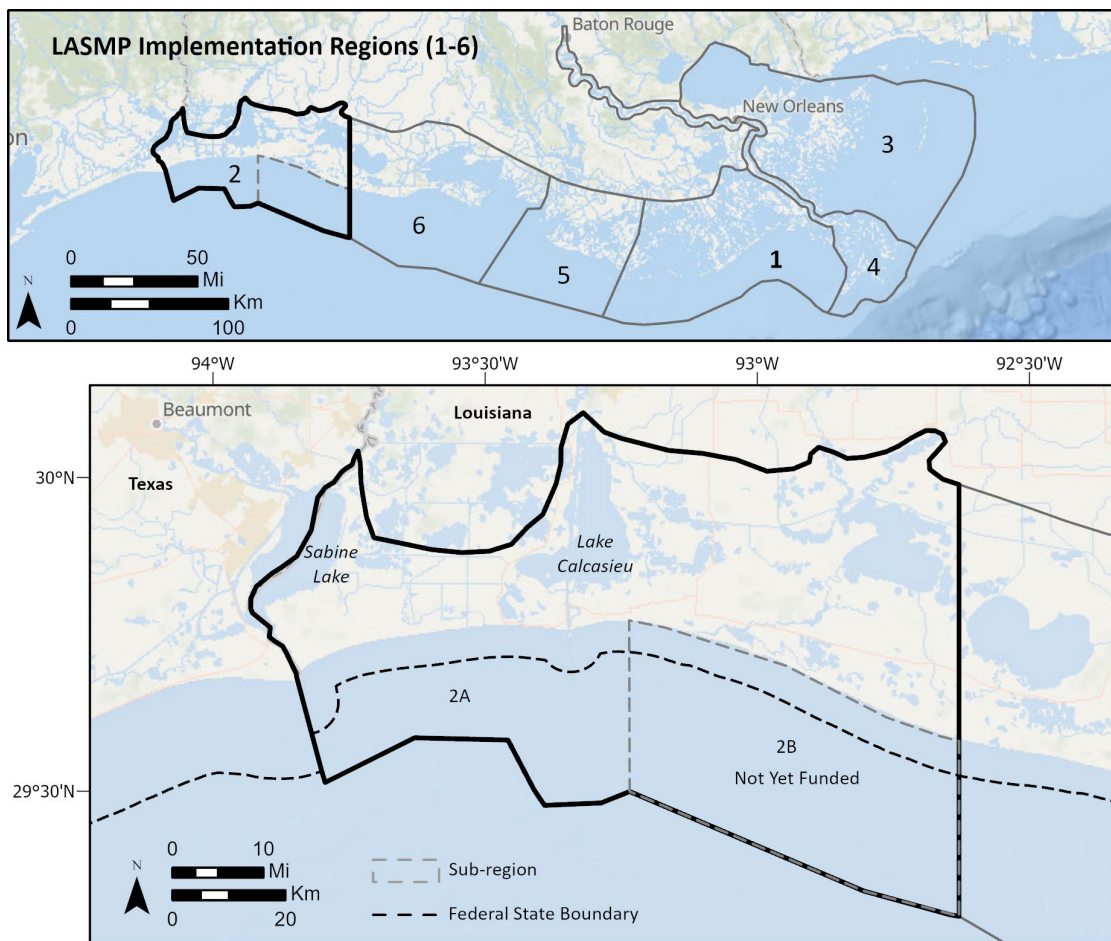 LASMP Implementation Regions (1-6)
Baton Rouge
New Orleans
on
2
3
6
5
1
4
0 50
Mi
Km
0 100
N
94°W 93°30'W 93°W 92°30'W
Beaumont
Louisiana
Texas
30°N
Sabine
Lake
Lake
Calcasieu
2A
2B
Not Yet Funded
29°30'N
0 10
Mi
Km
0 20
N
Sub-region
Federal State Boundary